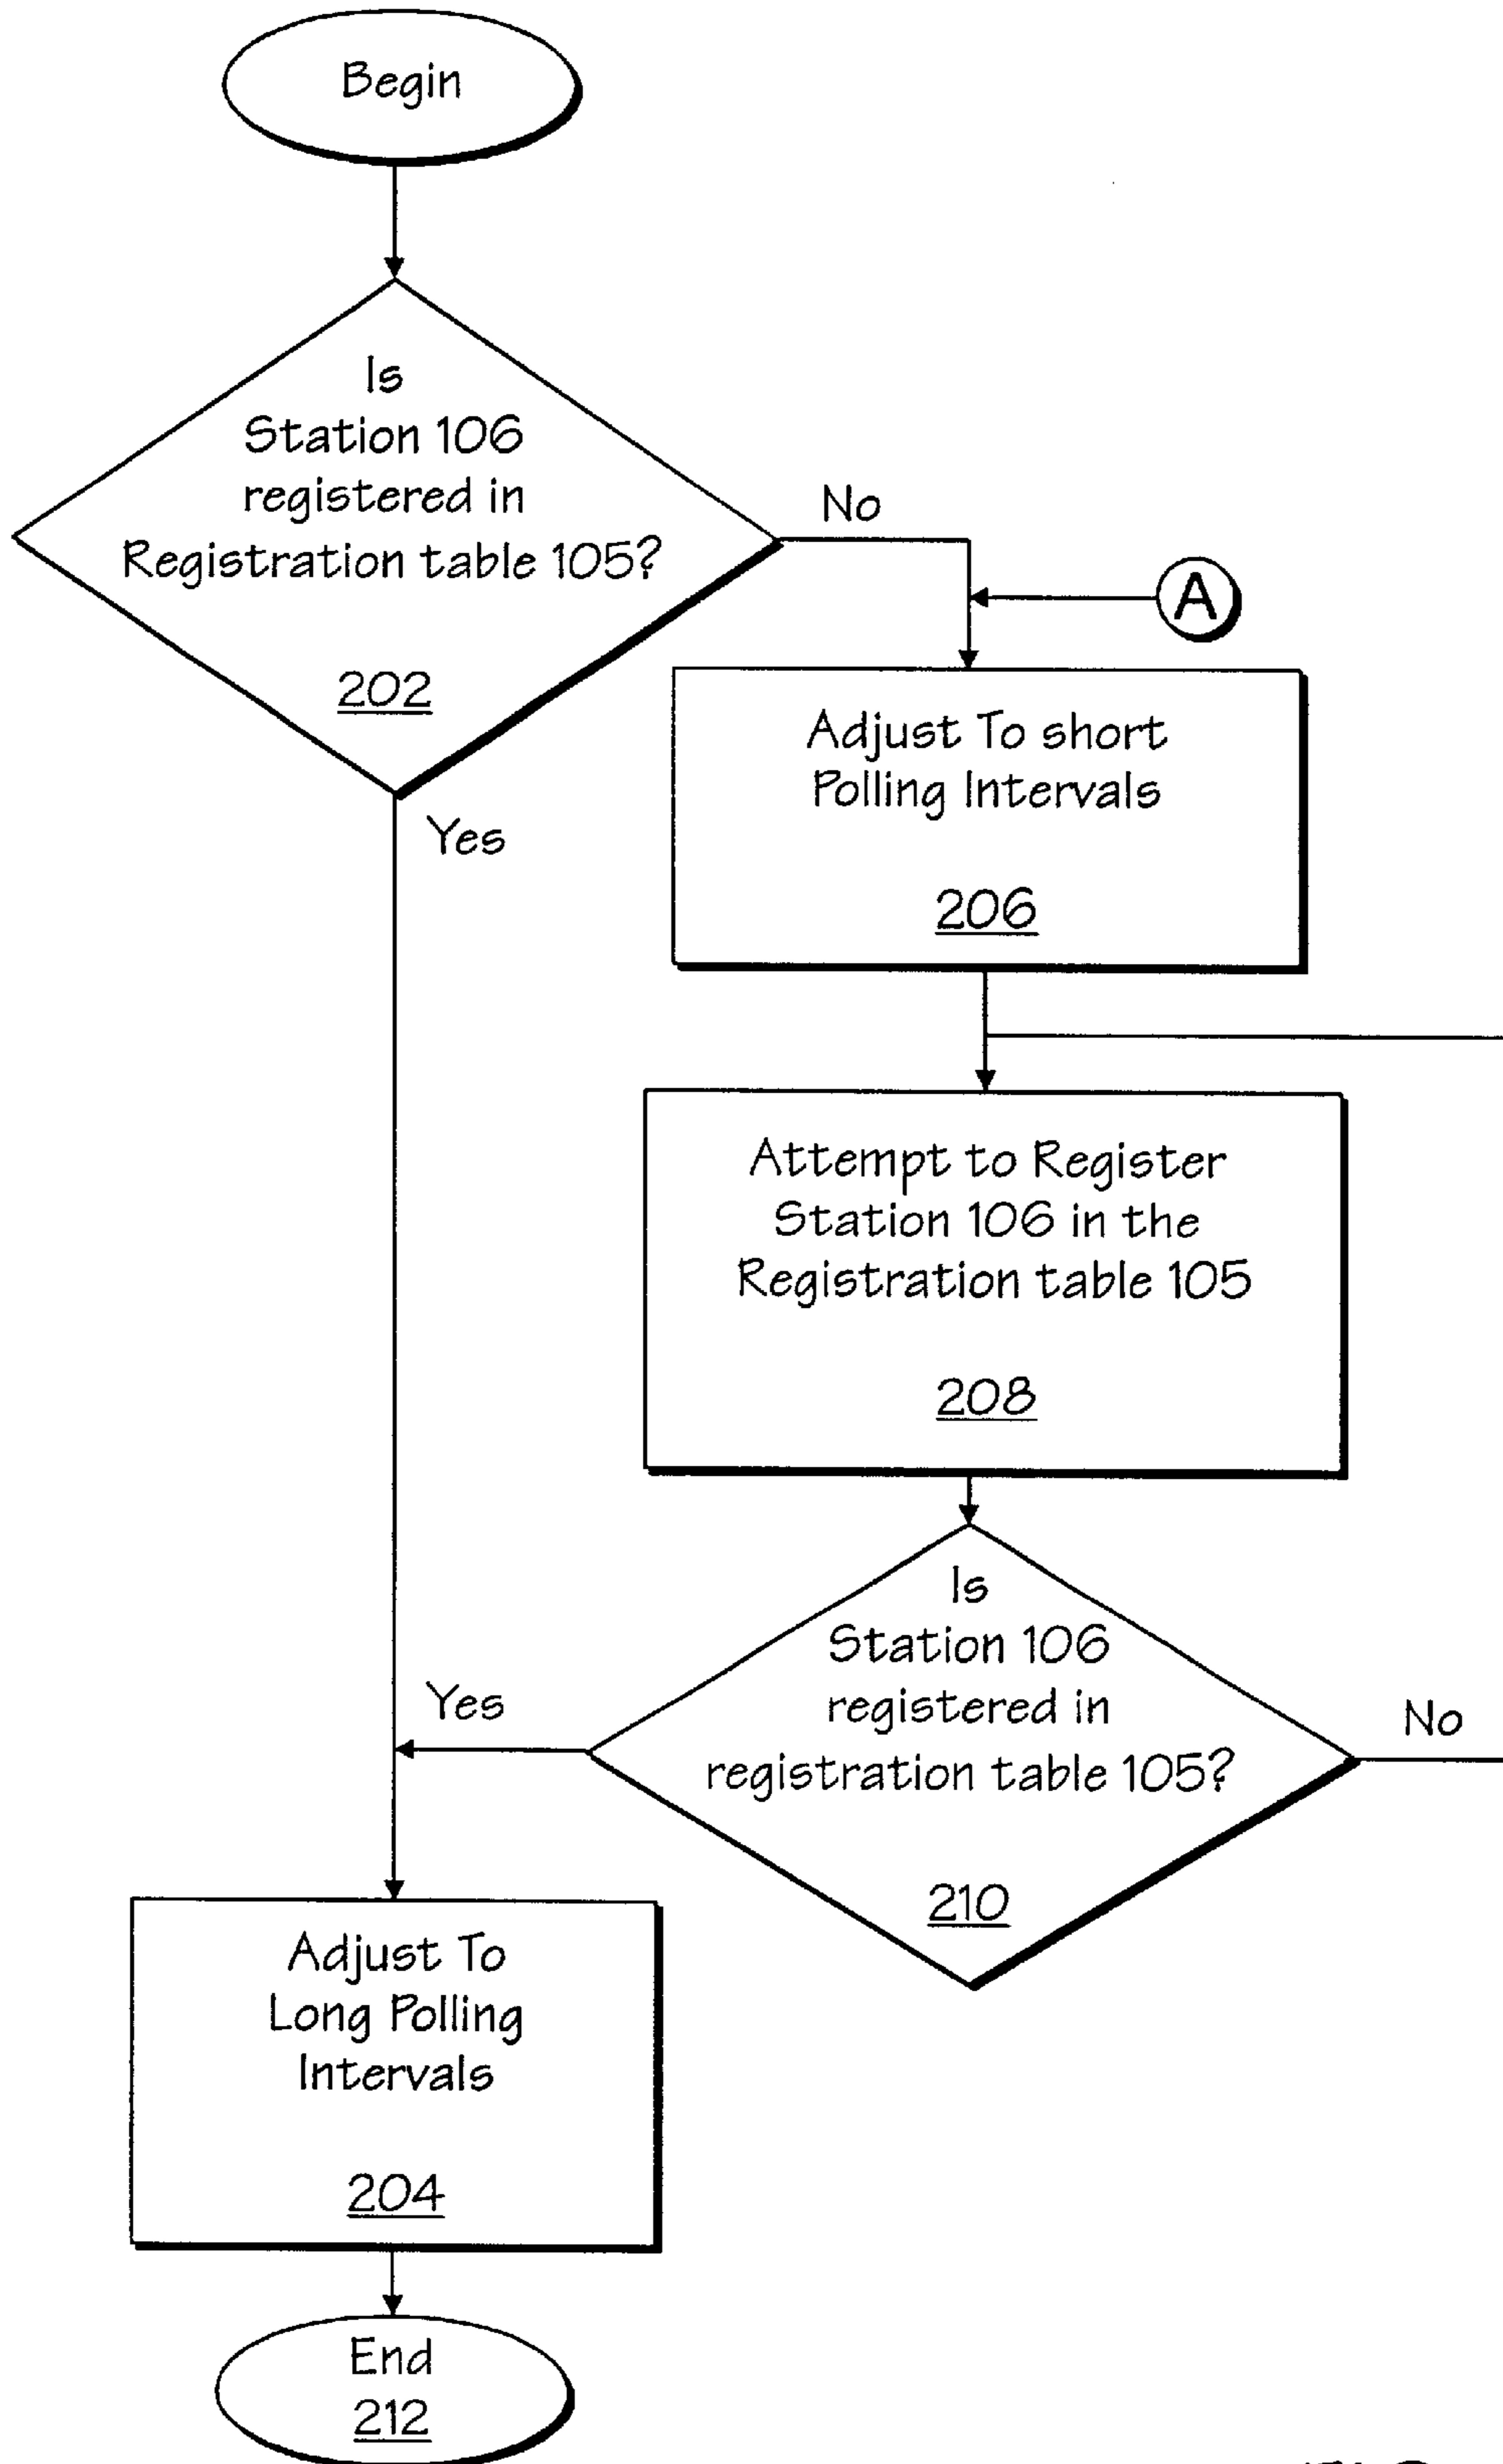 Begin
Is
Station 106
registered in
Registration table 105?
202
No
A
Yes
Adjust To short
Polling Intervals
206
Attempt to Register
Station 106 in the
Registration table 105
208
Is
Station 106
registered in
registration table 105?
210
Yes
No
Adjust To
Long Polling
Intervals
204
End
212